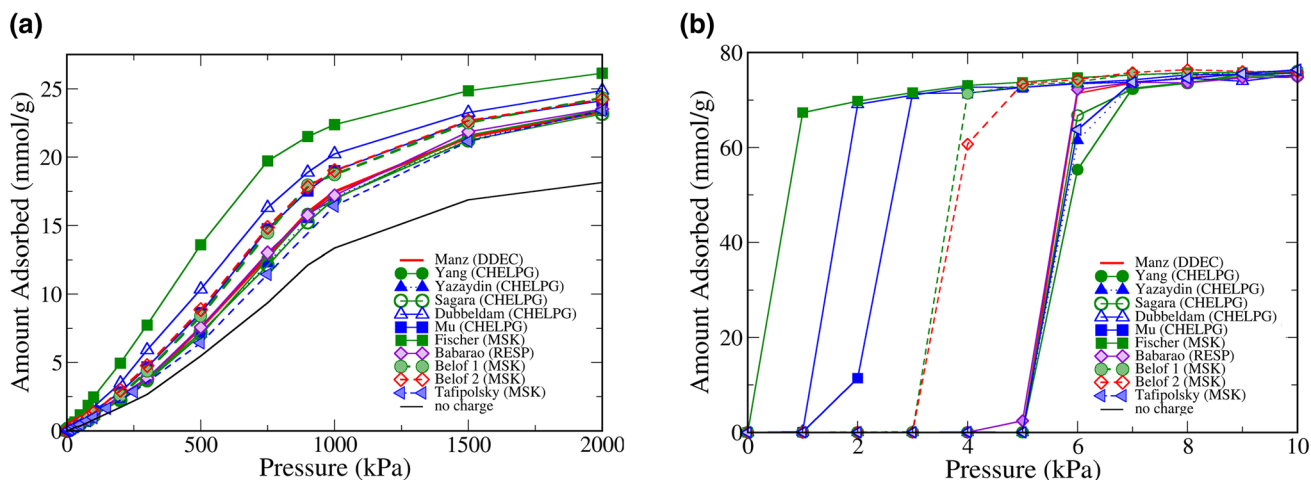 (a)
25
20
15
10
5
0
Amount Adsorbed (mmol/g)
0
500
1000
1500
2000
Pressure (kPa)
Manz (DDEC)
Yang (CHELPG)
Yazaydin (CHELPG)
Sagara (CHELPG)
Dubbeldam (CHELPG)
Mu (CHELPG)
Fischer (MSK)
Babarao (RESP)
Belof 1 (MSK)
Belof 2 (MSK)
Tafipolsky (MSK)
no charge
(b)
80
60
40
20
0
Amount Adsorbed (mmol/g)
0
2
4
6
8
10
Pressure (kPa)
Manz (DDEC)
Yang (CHELPG)
Yazaydin (CHELPG)
Sagara (CHELPG)
Dubbeldam (CHELPG)
Mu (CHELPG)
Fischer (MSK)
Babarao (RESP)
Belof 1 (MSK)
Belof 2 (MSK)
Tafipolsky (MSK)
no charge